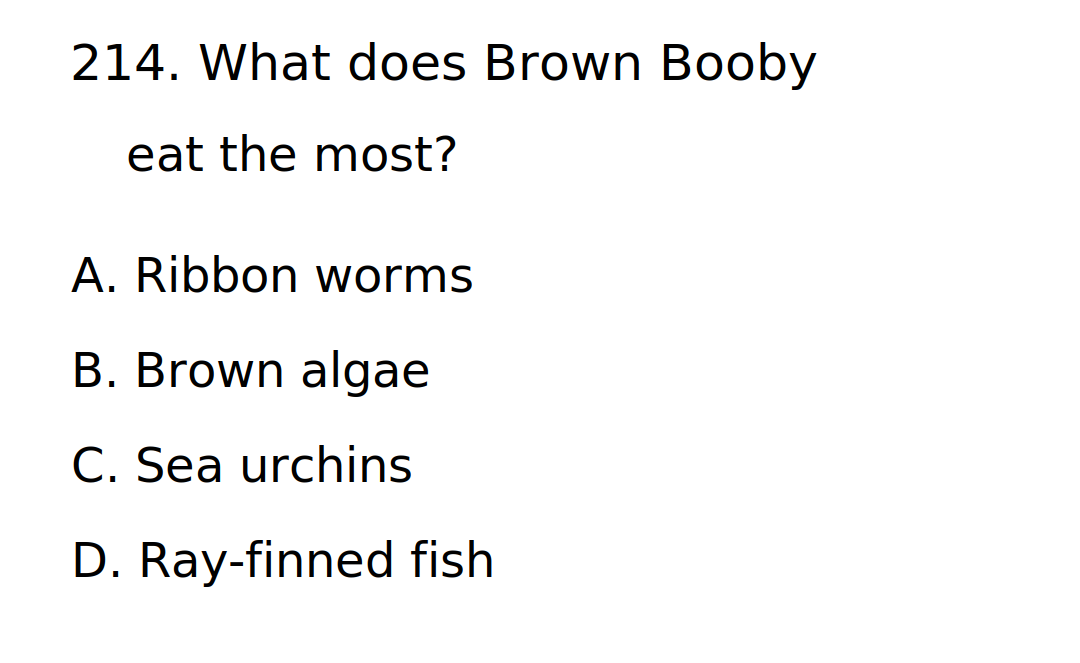 214. What does Brown Booby
eat the most?
A. Ribbon worms
B. Brown algae
C. Sea urchins
D. Ray-finned fish